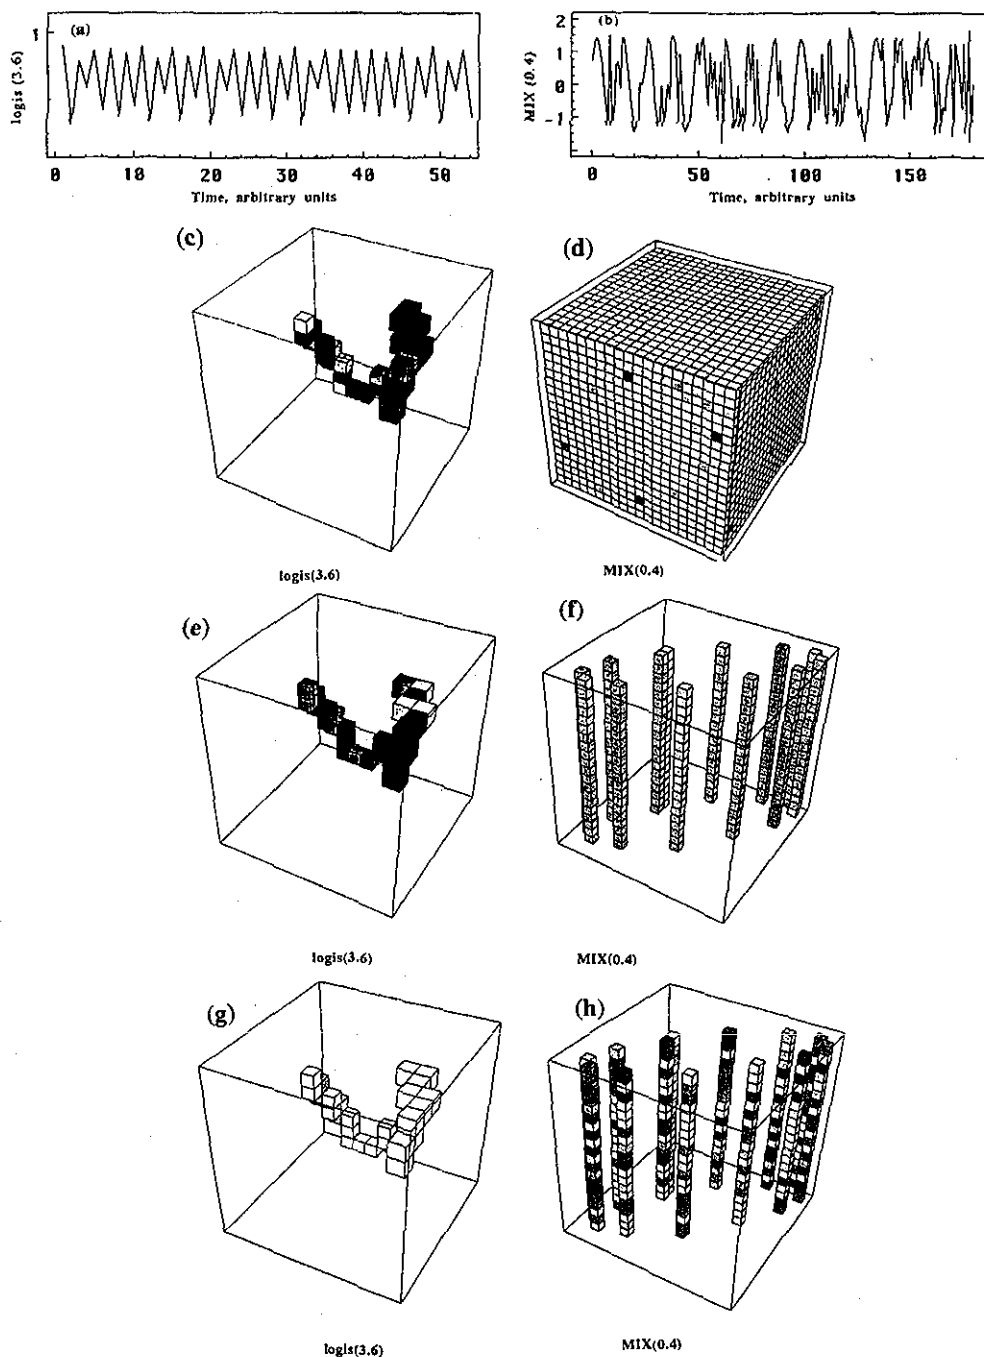 (a)
logis (3.6)
1
0 10 20 30 40 50
Time, arbitrary units
(b)
MIX (0.4)
2
1
0
-1
0 50 100 150
Time, arbitrary units
(c)
(d)
logis(3.6)
MIX(0.4)
(e)
(f)
logis(3.6)
MIX(0.4)
(g)
(h)
logis(3.6)
MIX(0.4)